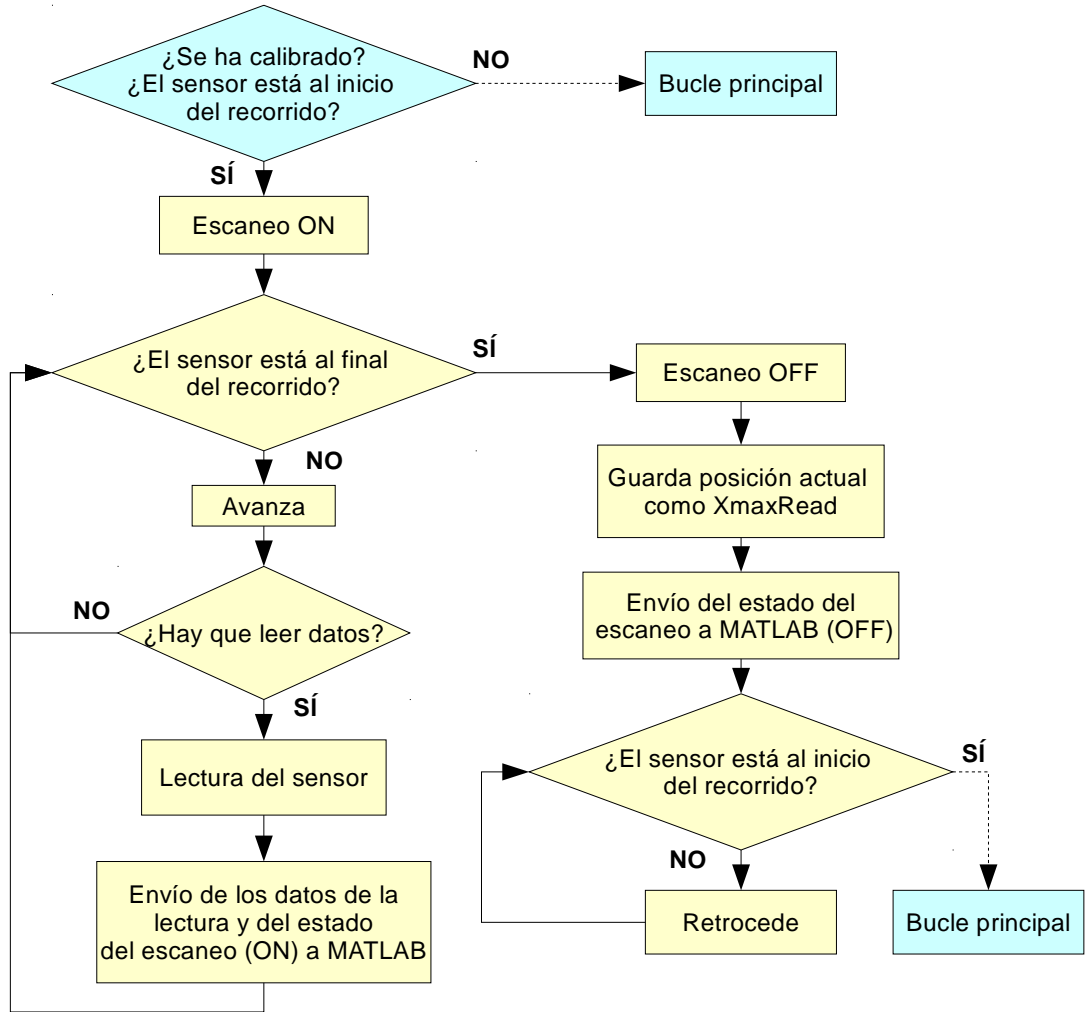 ¿Se ha calibrado?
¿El sensor está al inicio
del recorrido?
NO
Bucle principal
SÍ
Escaneo ON
¿El sensor está al final
del recorrido?
SÍ
Escaneo OFF
NO
Avanza
Guarda posición actual
como XmaxRead
NO
¿Hay que leer datos?
Envío del estado del
escaneo a MATLAB (OFF)
SÍ
Lectura del sensor
¿El sensor está al inicio
del recorrido?
SÍ
NO
Envío de los datos de la
lectura y del estado
del escaneo (ON) a MATLAB
Retrocede
Bucle principal